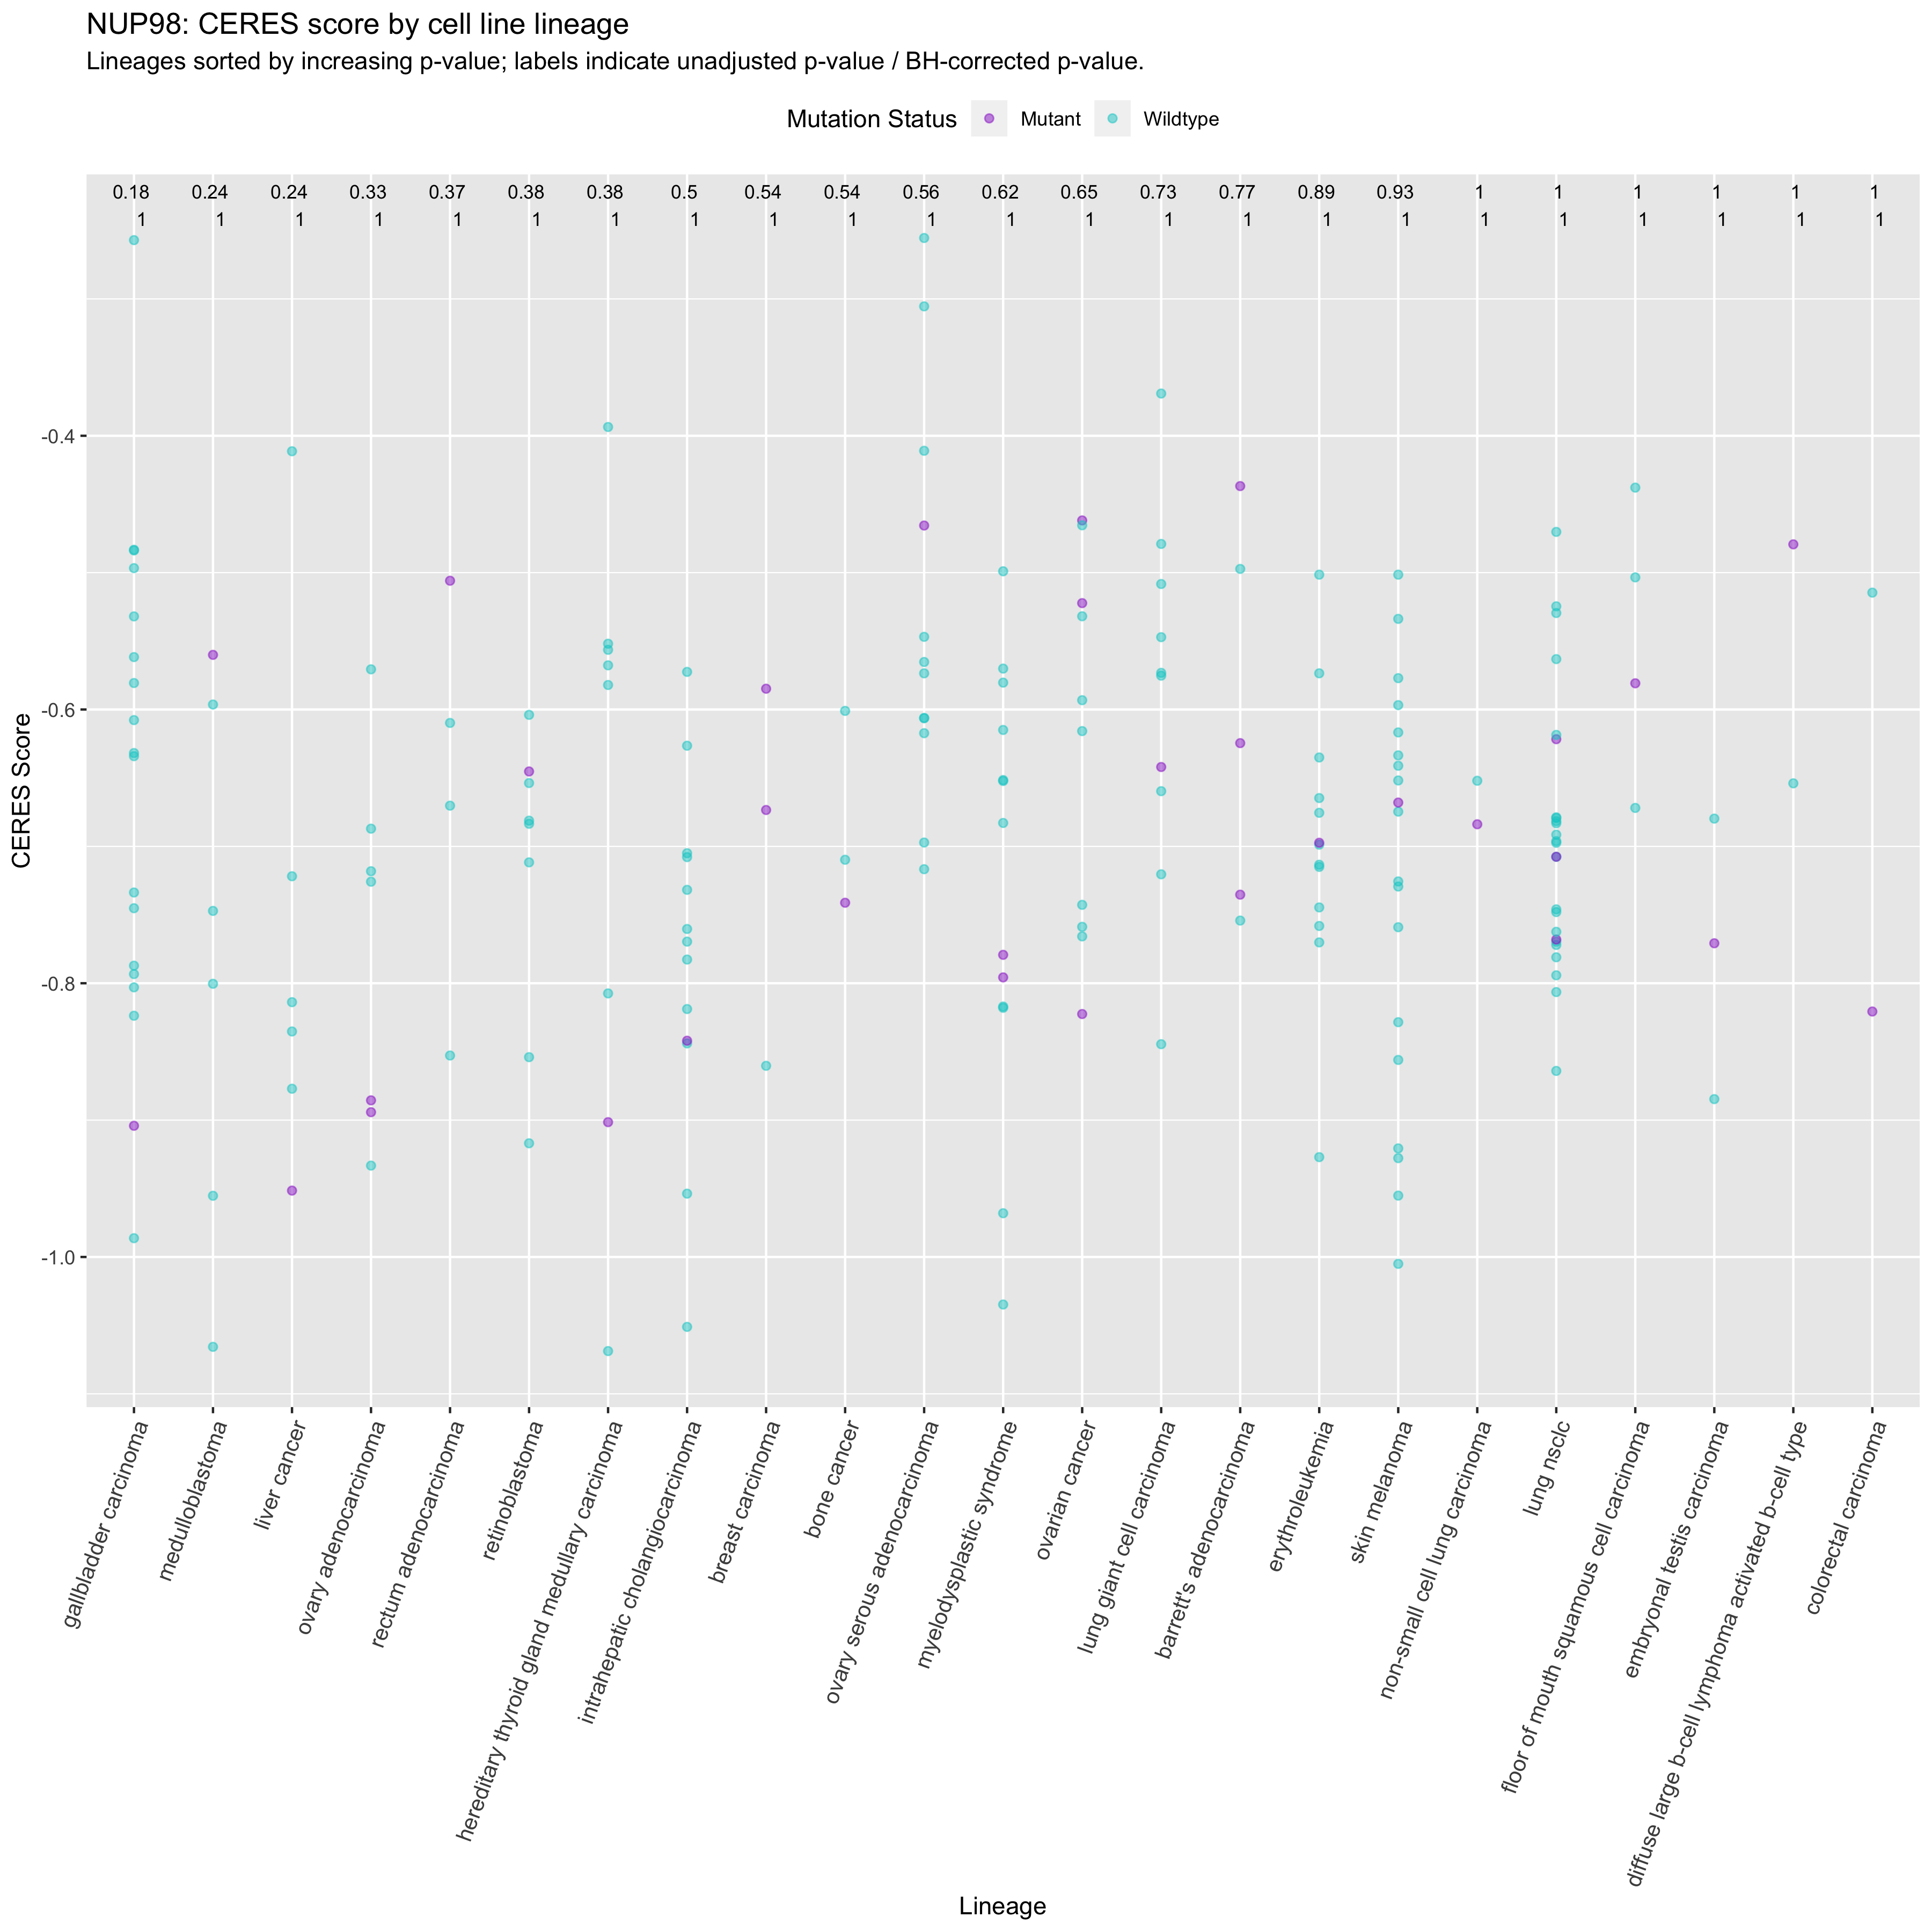 NUP98: CERES score by cell line lineage
Lineages sorted by increasing p-value; labels indicate unadjusted p-value / BH-corrected p-value.
Mutation Status Mutant Wildtype
0.18 0.24 0.24 0.33 0.37 0.38 0.38 0.5 0.54 0.54 0.56 0.62 0.65 0.73 0.77 0.89 0.93 1 1 1 1 1 1
1 1 1 1 1 1 1 1 1 1 1 1 1 1 1 1 1 1 1 1 1 1 1
-0.4
-0.6
-0.8
-1.0
CERES Score
gallbladder carcinoma
medulloblastoma
liver cancer
ovary adenocarcinoma
rectum adenocarcinoma
retinoblastoma
hereditary thyroid gland medullary carcinoma
intrahepatic cholangiocarcinoma
breast carcinoma
bone cancer
ovary serous adenocarcinoma
myelodysplastic syndrome
ovarian cancer
lung giant cell carcinoma
barrett's adenocarcinoma
erythroleukemia
skin melanoma
non-small cell lung carcinoma
lung nsclc
floor of mouth squamous cell carcinoma
embryonal testis carcinoma
diffuse large b-cell lymphoma activated b-cell type
colorectal carcinoma
Lineage